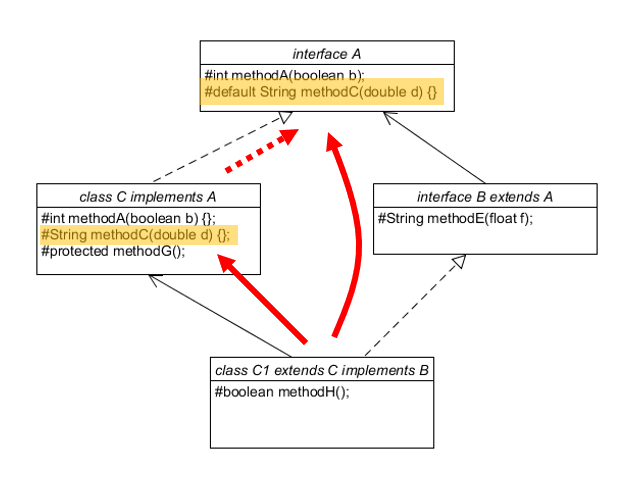 interface A
#int methodA(boolean b);
#default String methodC(double d) {}
class C implements A
#int methodA(boolean b) {};
#String methodC(double d) {};
#protected methodG();
interface B extends A
#String methodE(float f);
class C1 extends C implements B
#boolean methodH();